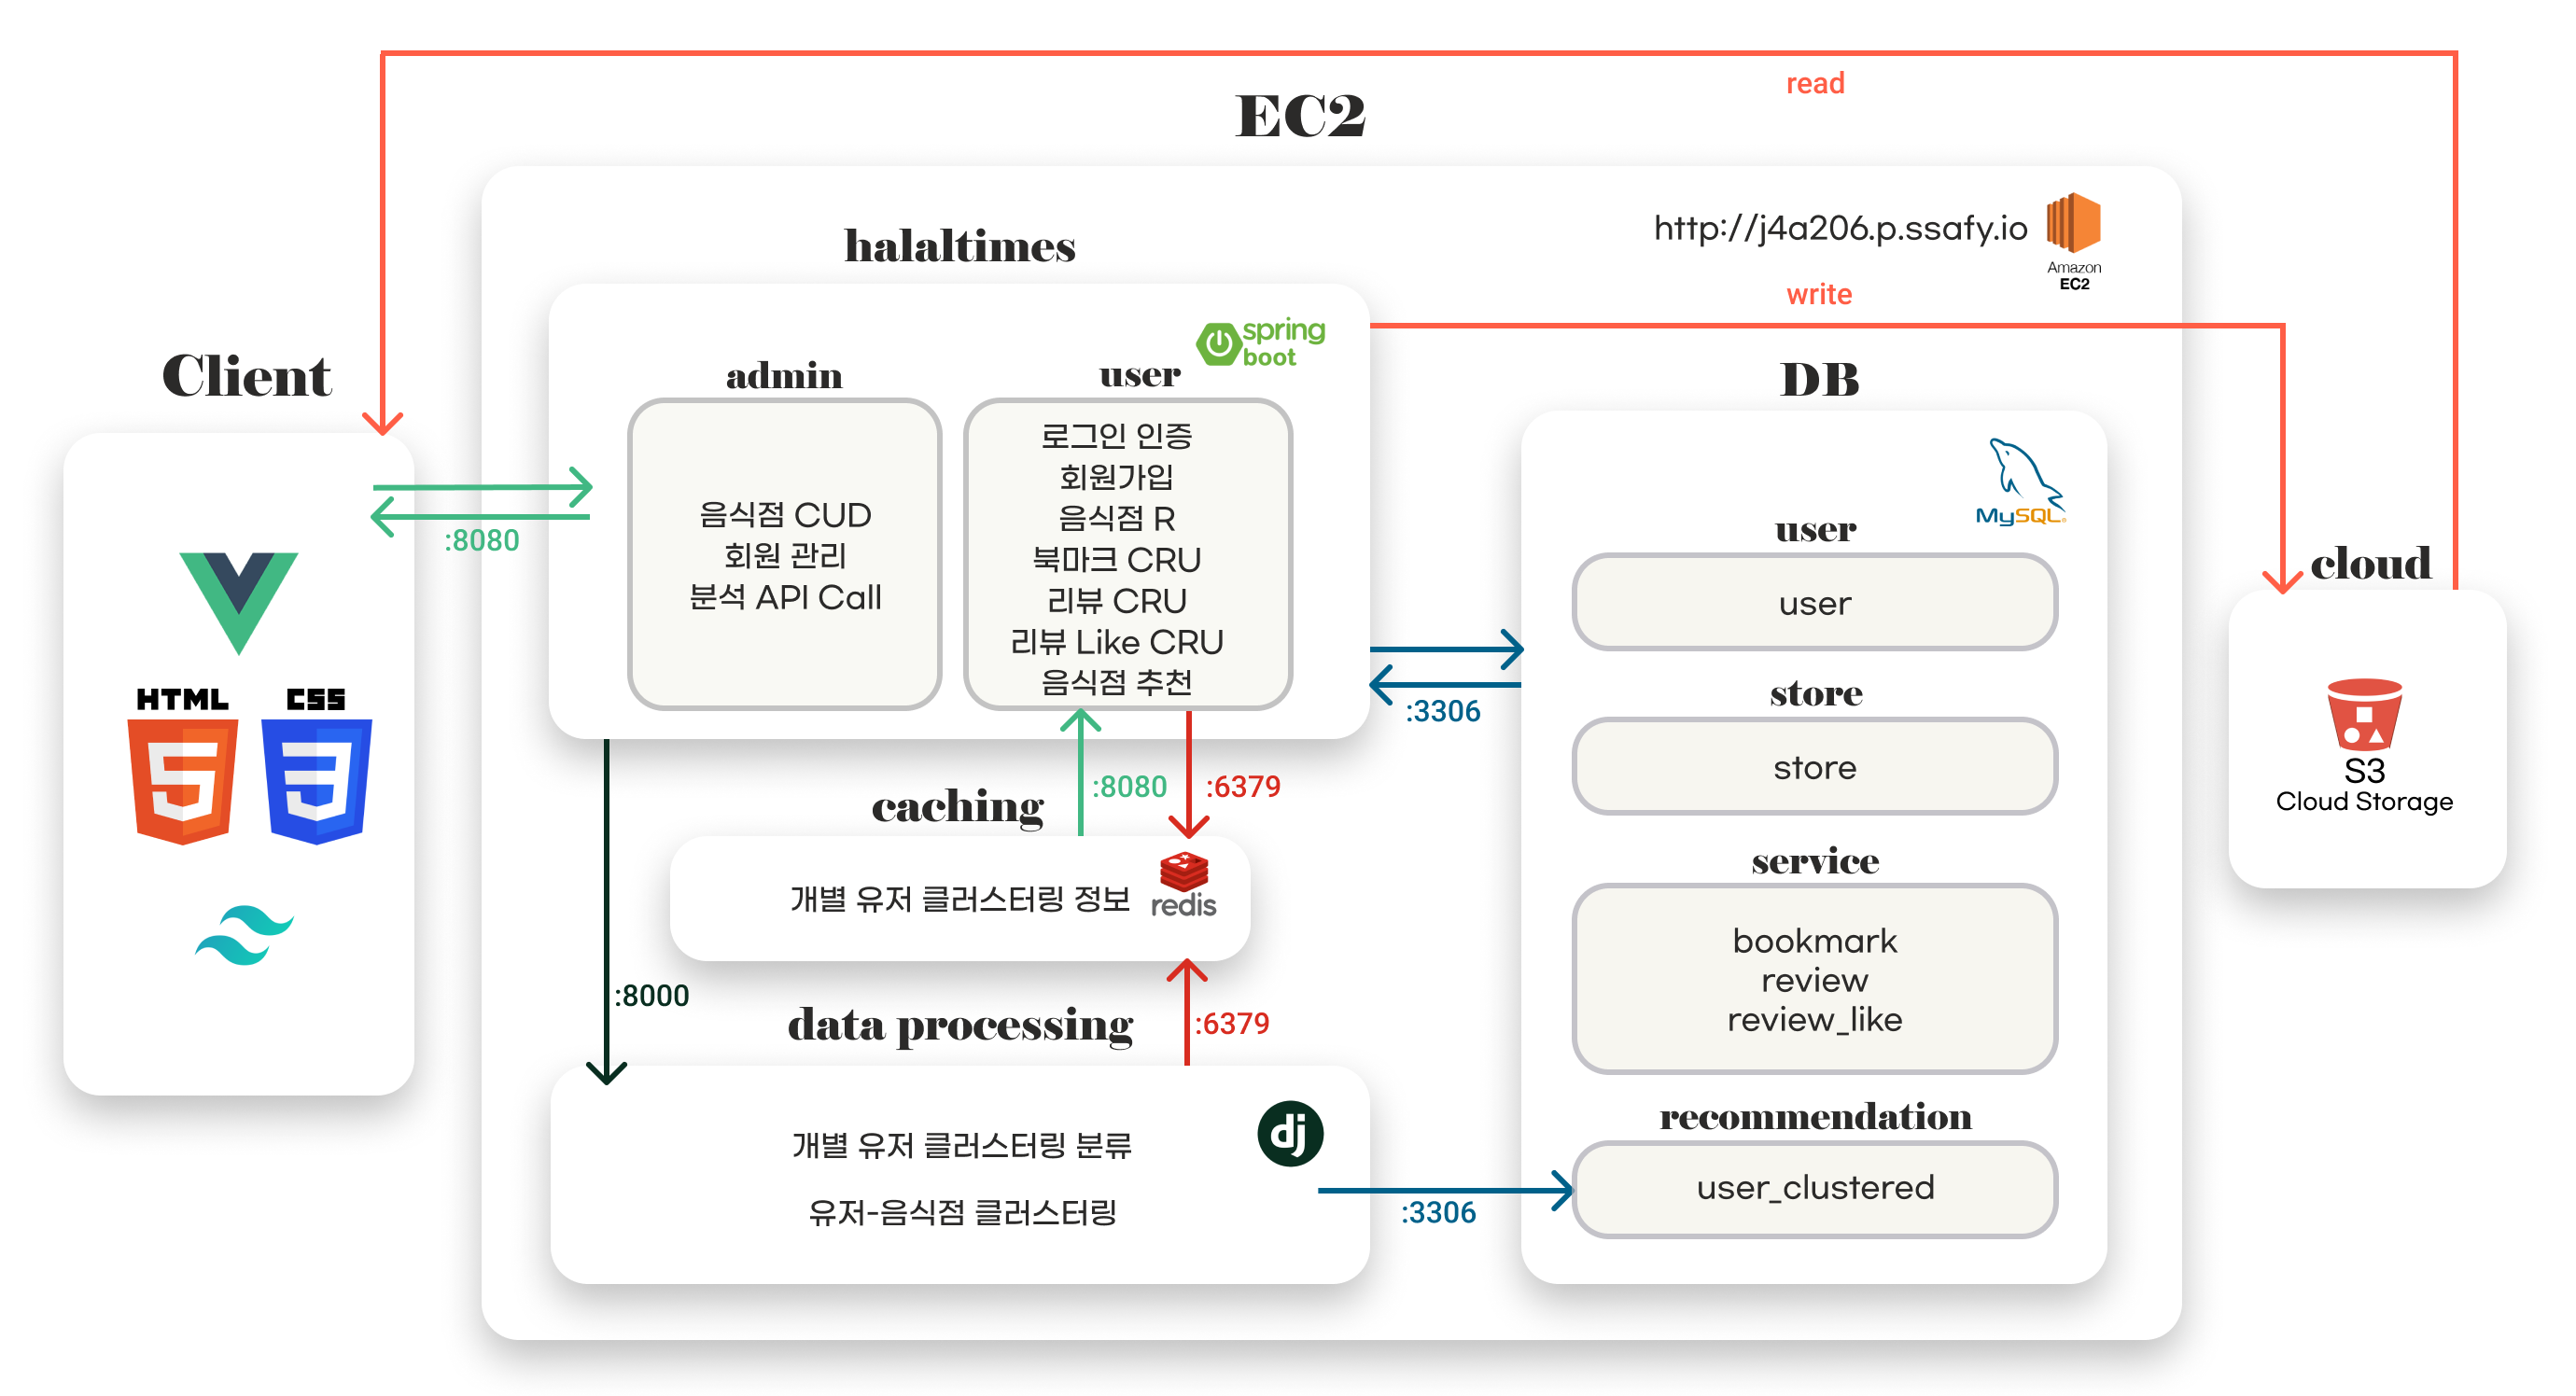 read
EC2
http://j4a206.p.ssafy.io
Amazon
EC2
halaltimes
write
spring
boot
Client
admin
user
DB
음식점 CUD
회원 관리
분석 API Call
로그인 인증
회원가입
음식점 R
북마크 CRU
리뷰 CRU
리뷰 Like CRU
음식점 추천
:8080
HTML
CSS
MySQL
user
user
store
store
service
bookmark
review
review_like
recommendation
user_clustered
:3306
cloud
S3
Cloud Storage
:8080
:6379
caching
개별 유저 클러스터링 정보
redis
:8000
data processing
:6379
개별 유저 클러스터링 분류
유저-음식점 클러스터링
dj
:3306